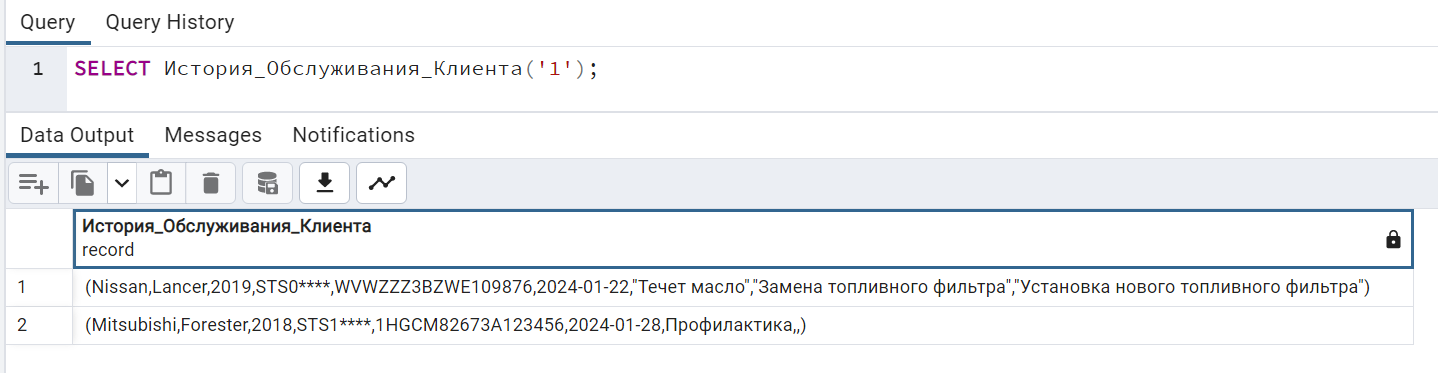 Query Query History
1 SELECT История_Обслуживания_Клиента('1');
Data Output Messages Notifications
История_Обслуживания_Клиента
record
1 (Nissan,Lancer,2019,STS0****,WVWZZZ3BZWE109876,2024-01-22,"Течет масло","Замена топливного фильтра","Установка нового топливного фильтра")
2 (Mitsubishi,Forester,2018,STS1****,1HGCM82673A123456,2024-01-28,Профилактика,,)